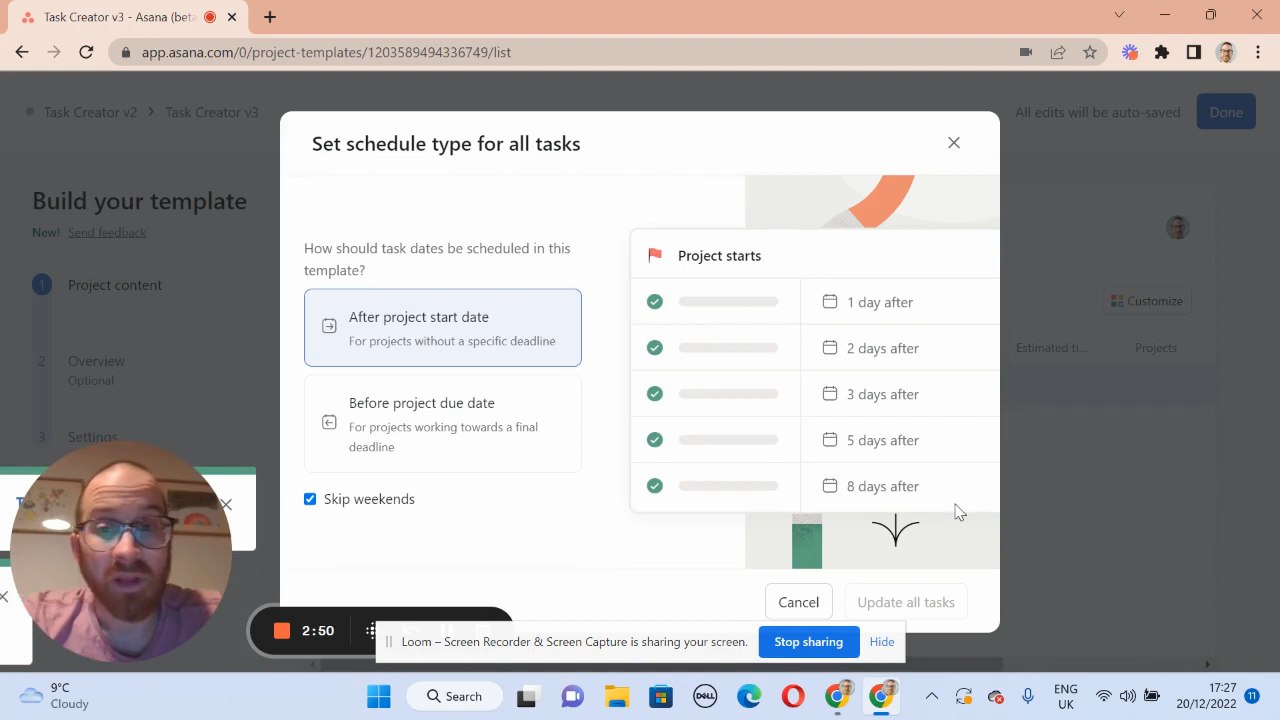 Task Creator v3 - Asana (beta
app.asana.com/0/project-templates/1203589494336749/list
Task Creator v2 > Task Creator v3
All edits will be auto-saved
Done
Build your template
New! Send feedback
1 Project content
2 Overview
Optional
3 Settings
Set schedule type for all tasks
How should task dates be scheduled in this
template?
After project start date
For projects without a specific deadline
Before project due date
For projects working towards a final
deadline
Skip weekends
Project starts
1 day after
2 days after
3 days after
5 days after
8 days after
Cancel
Update all tasks
Customize
Estimated ti...
Projects
2:50
Loom – Screen Recorder & Screen Capture is sharing your screen.
Stop sharing
Hide
9°C
Cloudy
Search
DELL
ENG
UK
17:27
20/12/2022
11